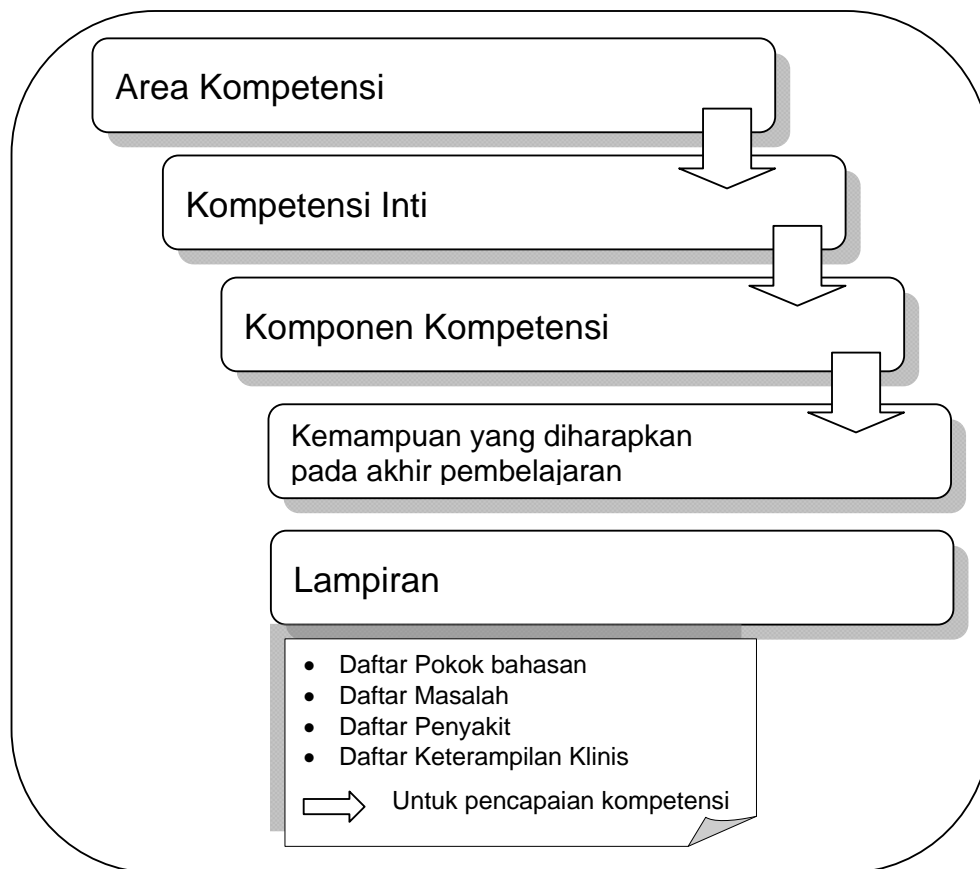 Area Kompetensi
Kompetensi Inti
Komponen Kompetensi
Kemampuan yang diharapkan
pada akhir pembelajaran
Lampiran
• Daftar Pokok bahasan
• Daftar Masalah
• Daftar Penyakit
• Daftar Keterampilan Klinis
Untuk pencapaian kompetensi